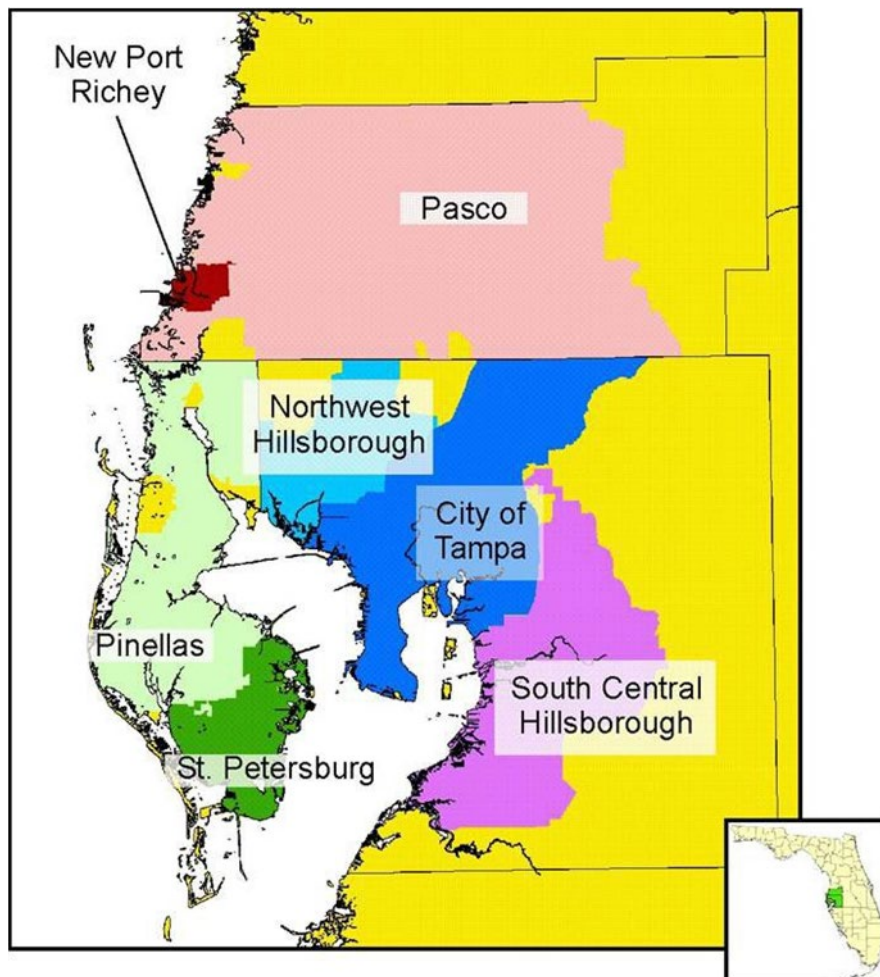 New Port
Richey
Pasco
Northwest
Hillsborough
City of
Tampa
Pinellas
South Central
Hillsborough
St. Petersburg